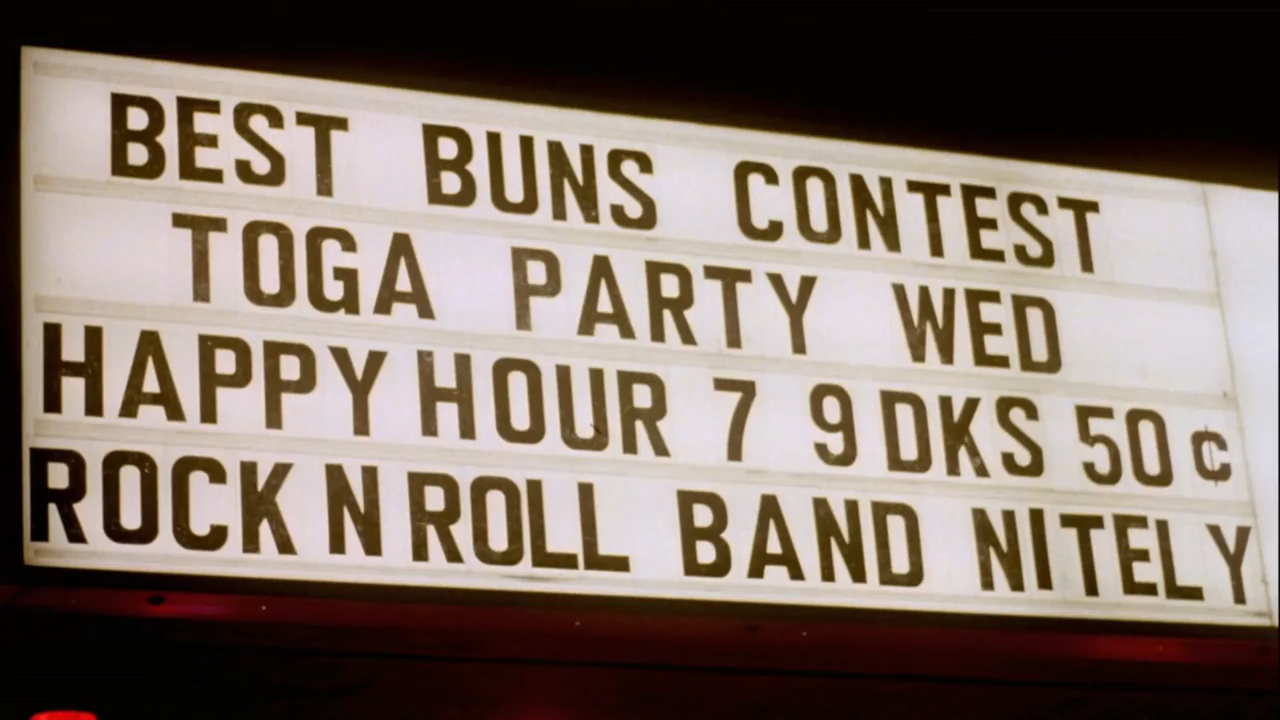 BEST BUNS CONTEST
TOGA PARTY WED
HAPPY HOUR 7 9 DKS 50¢
ROCK N ROLL BAND NITELY